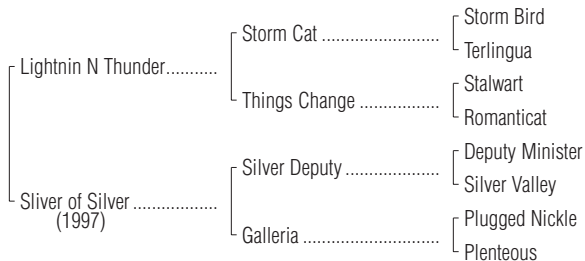 Storm Bird
Storm Cat ..........................
Terlingua
Lightnin N Thunder...........
Stalwart
Things Change ..................
Romanticat
Deputy Minister
Silver Deputy .....................
Silver Valley
Sliver of Silver ..................
(1997)
Plugged Nickle
Galleria ..............................
Plenteous